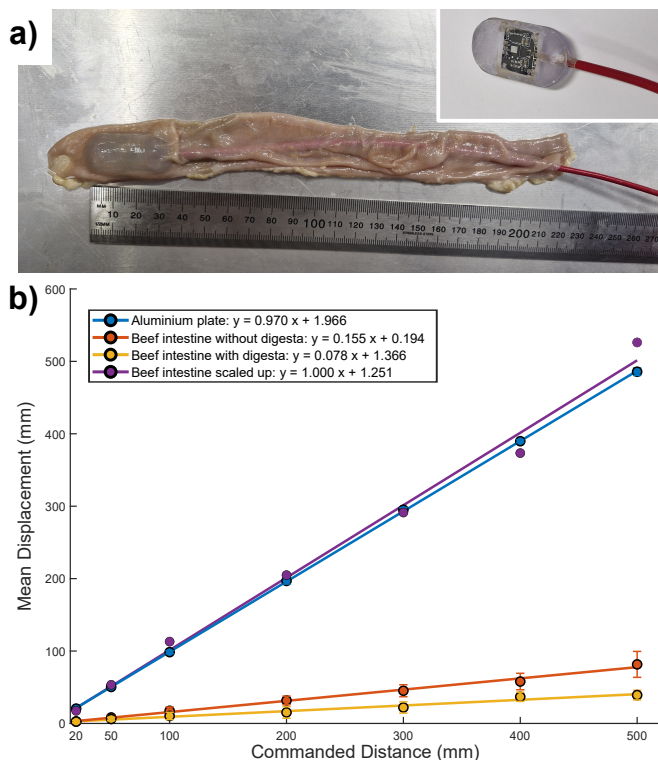 a)
MM
10 20 30 40 50 60 70 80 90 100 110 120 130 140 150 160 170 180 190 200 210 220 230 240 250 260 270
1/2MM
b)
600
500
400
300
200
100
0
Mean Displacement (mm)
Aluminium plate: y = 0.970 x + 1.966
Beef intestine without digesta: y = 0.155 x + 0.194
Beef intestine with digesta: y = 0.078 x + 1.366
Beef intestine scaled up: y = 1.000 x + 1.251
20 50 100 200 300 400 500
Commanded Distance (mm)